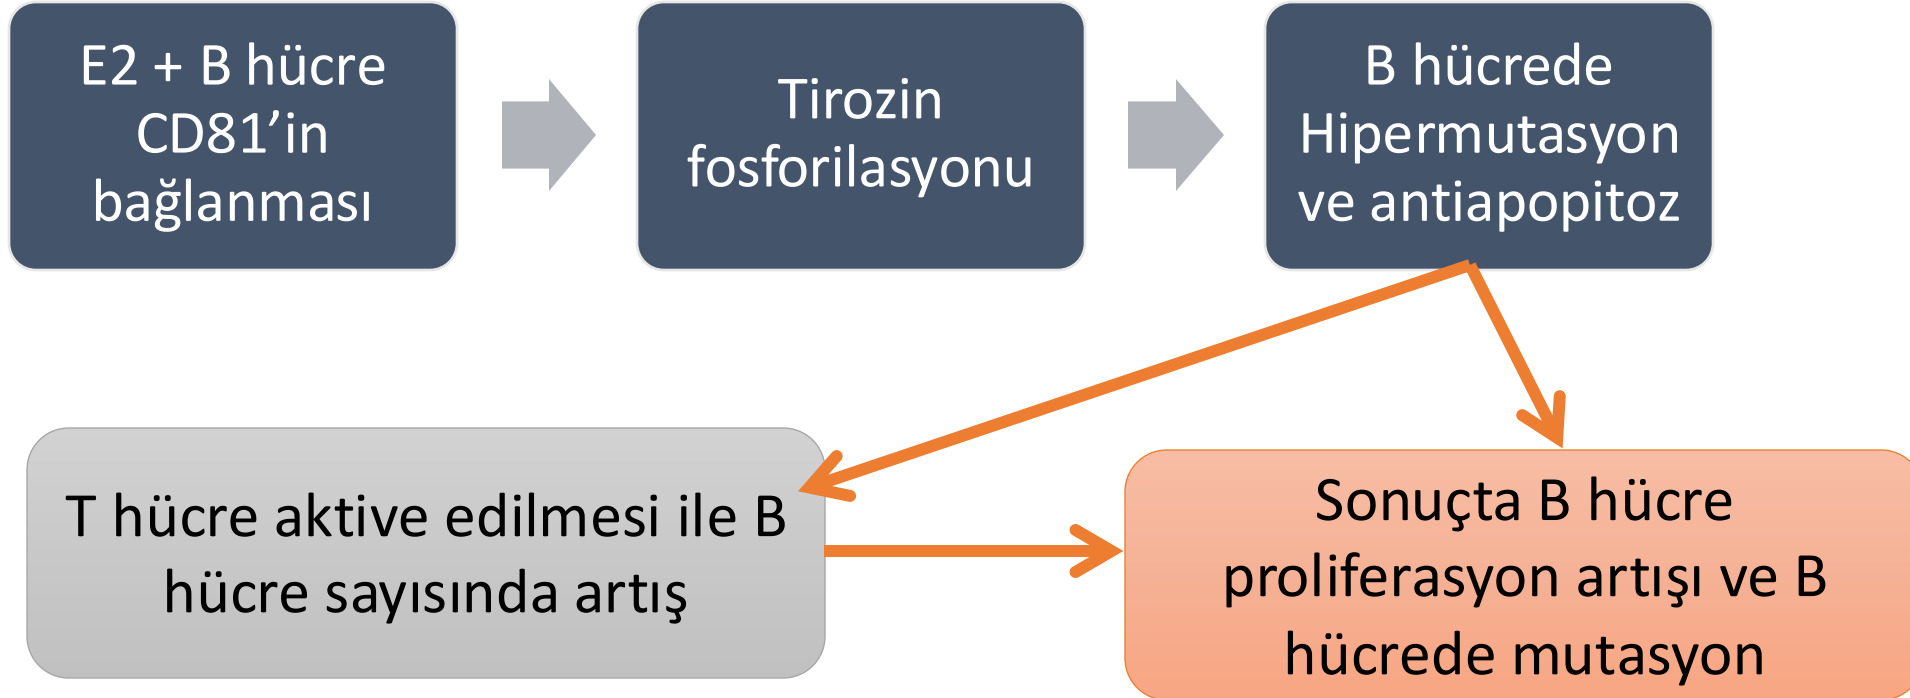 E2 + B hücre
CD81’in
bağlanması
Tirozin
fosforilasyonu
B hücrede
Hipermutasyon
ve antiapopitoz
T hücre aktive edilmesi ile B
hücre sayısında artış
Sonuçta B hücre
proliferasyon artışı ve B
hücrede mutasyon